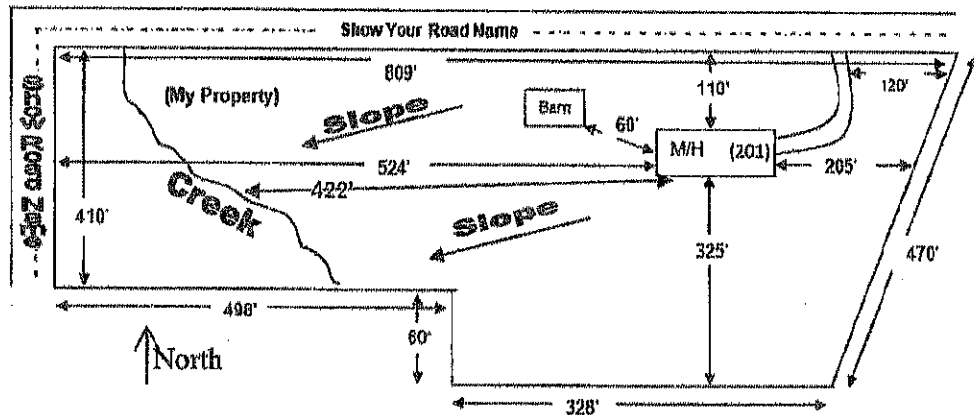 Show Your Road Name
809'
(My Property)
110'
120'
Slope
Barn
60'
M/H (201)
524'
205'
422'
Creek
410'
Slope
325'
470'
498'
60'
North
328'